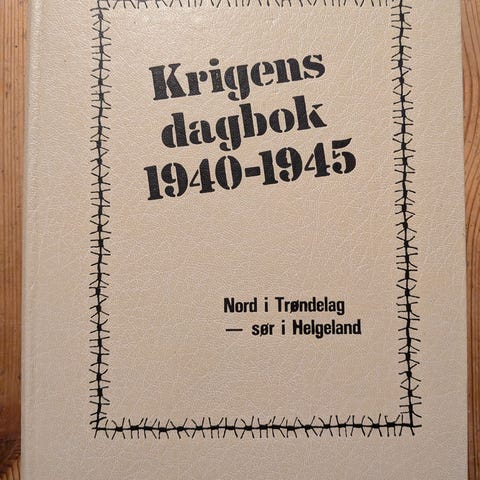 Krigens
dagbok
1940-1945
Nord i Trøndelag
— sør i Helgeland